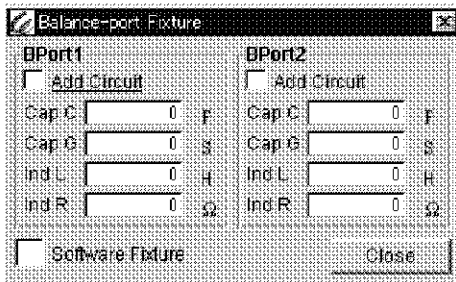 Balance-port Fixture
BPort1
Add Circuit
Cap C 0 F
Cap G 0 S
Ind L 0 H
Ind R 0 Ω
BPort2
Add Circuit
Cap C 0 F
Cap G 0 S
Ind L 0 H
Ind R 0 Ω
Software Fixture
Close